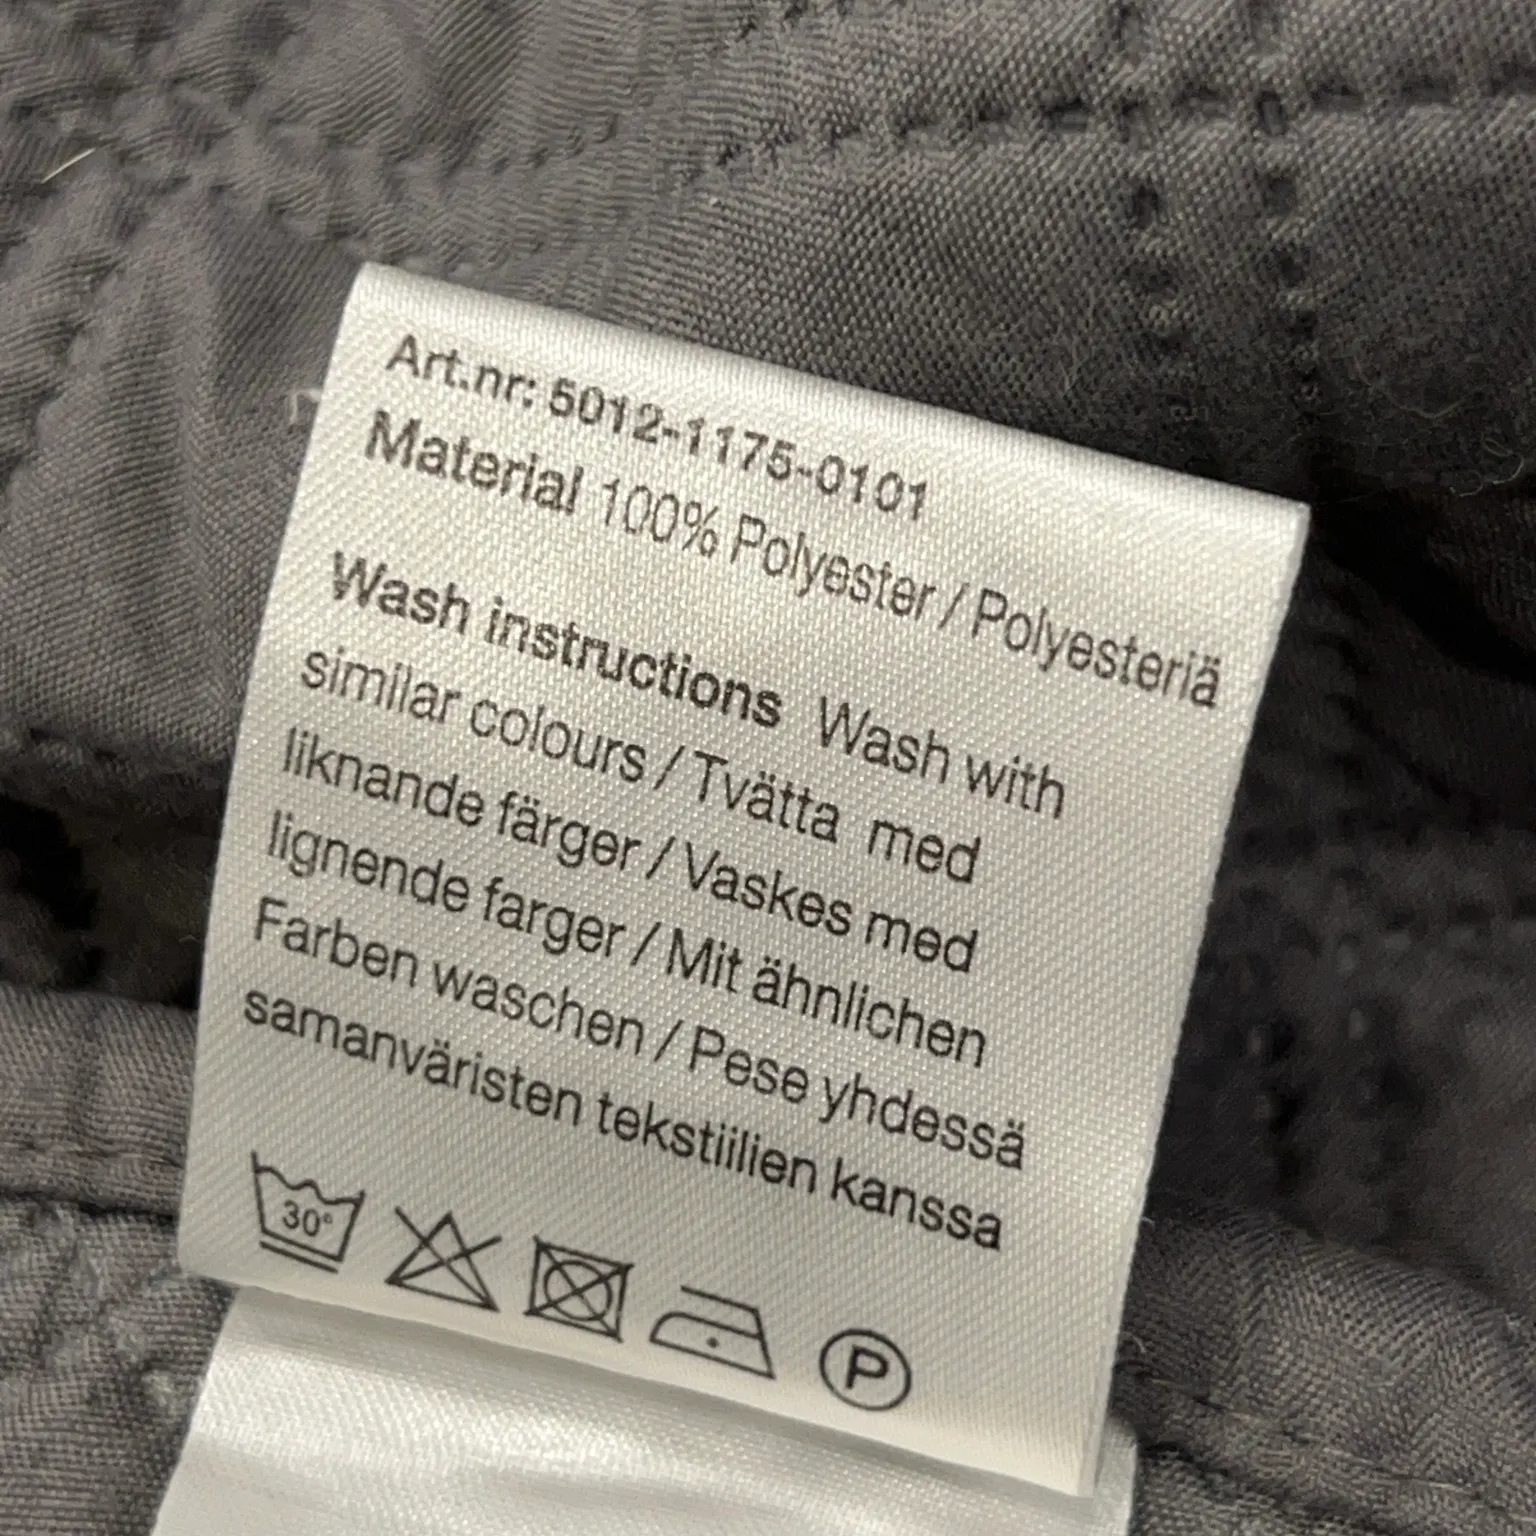 Art.nr: 5012-1175-0101
Material 100% Polyester / Polyesteriä
Wash instructions Wash with
similar colours / Tvätta med
liknande färger / Vaskes med
lignende farger / Mit ähnlichen
Farben waschen / Pese yhdessä
samanväristen tekstiilien kanssa
30° P